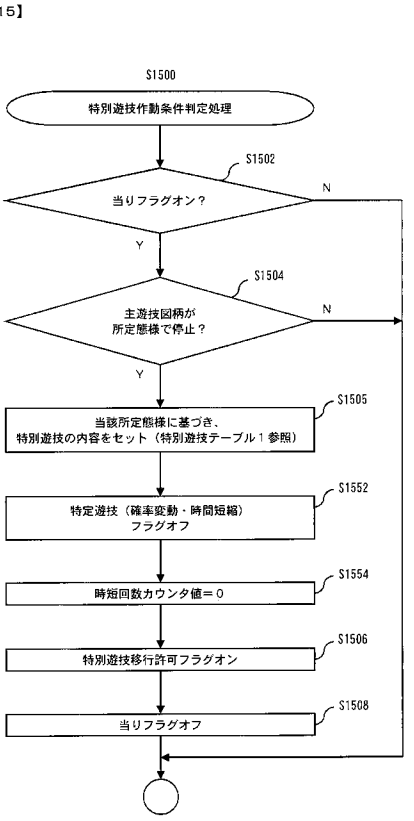 15】
S1500
特別遊技作動条件判定処理
S1502
当りフラグオン？
N
Y
S1504
主遊技図柄が
所定態様で停止？
N
Y
S1505
当該所定態様に基づき、
特別遊技の内容をセット（特別遊技テーブル１参照）
S1552
特定遊技（確率変動・時間短縮）
フラグオフ
S1554
時短回数カウンタ値＝０
S1506
特別遊技移行許可フラグオン
S1508
当りフラグオフ